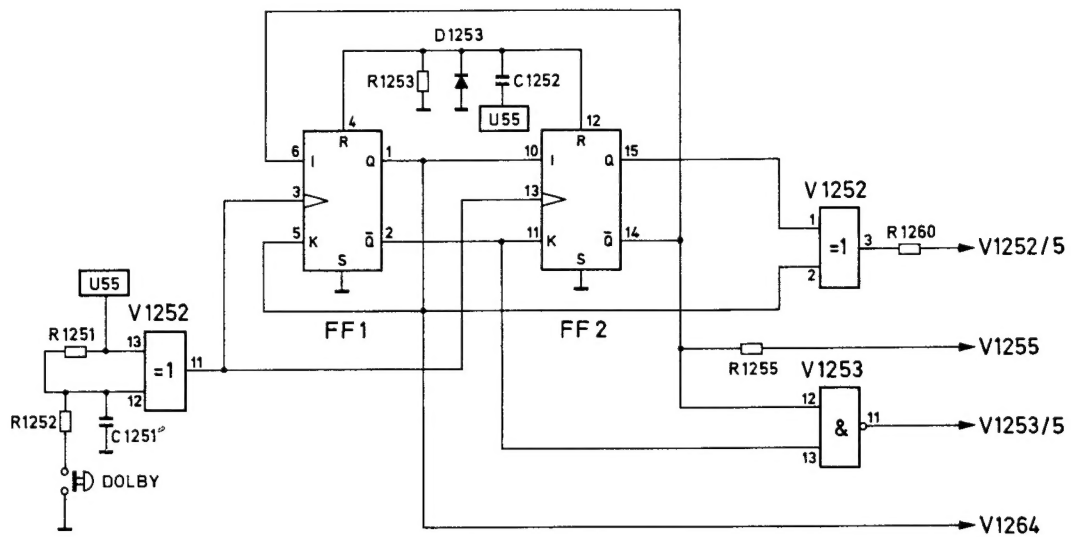 D1253
R1253
C1252
U55
4
R
12
R
6 I Q 1
10 I Q 15
3
13
5 K Q̄ 2
11 K Q̄ 14
S
S
FF1
FF2
V1252
1
=1
2
3
R1260
V1252/5
U55
V1252
R1251
13
=1
12
11
R1252
C1251
DOLBY
R1255
V1255
V1253
12
&
13
11
V1253/5
V1264